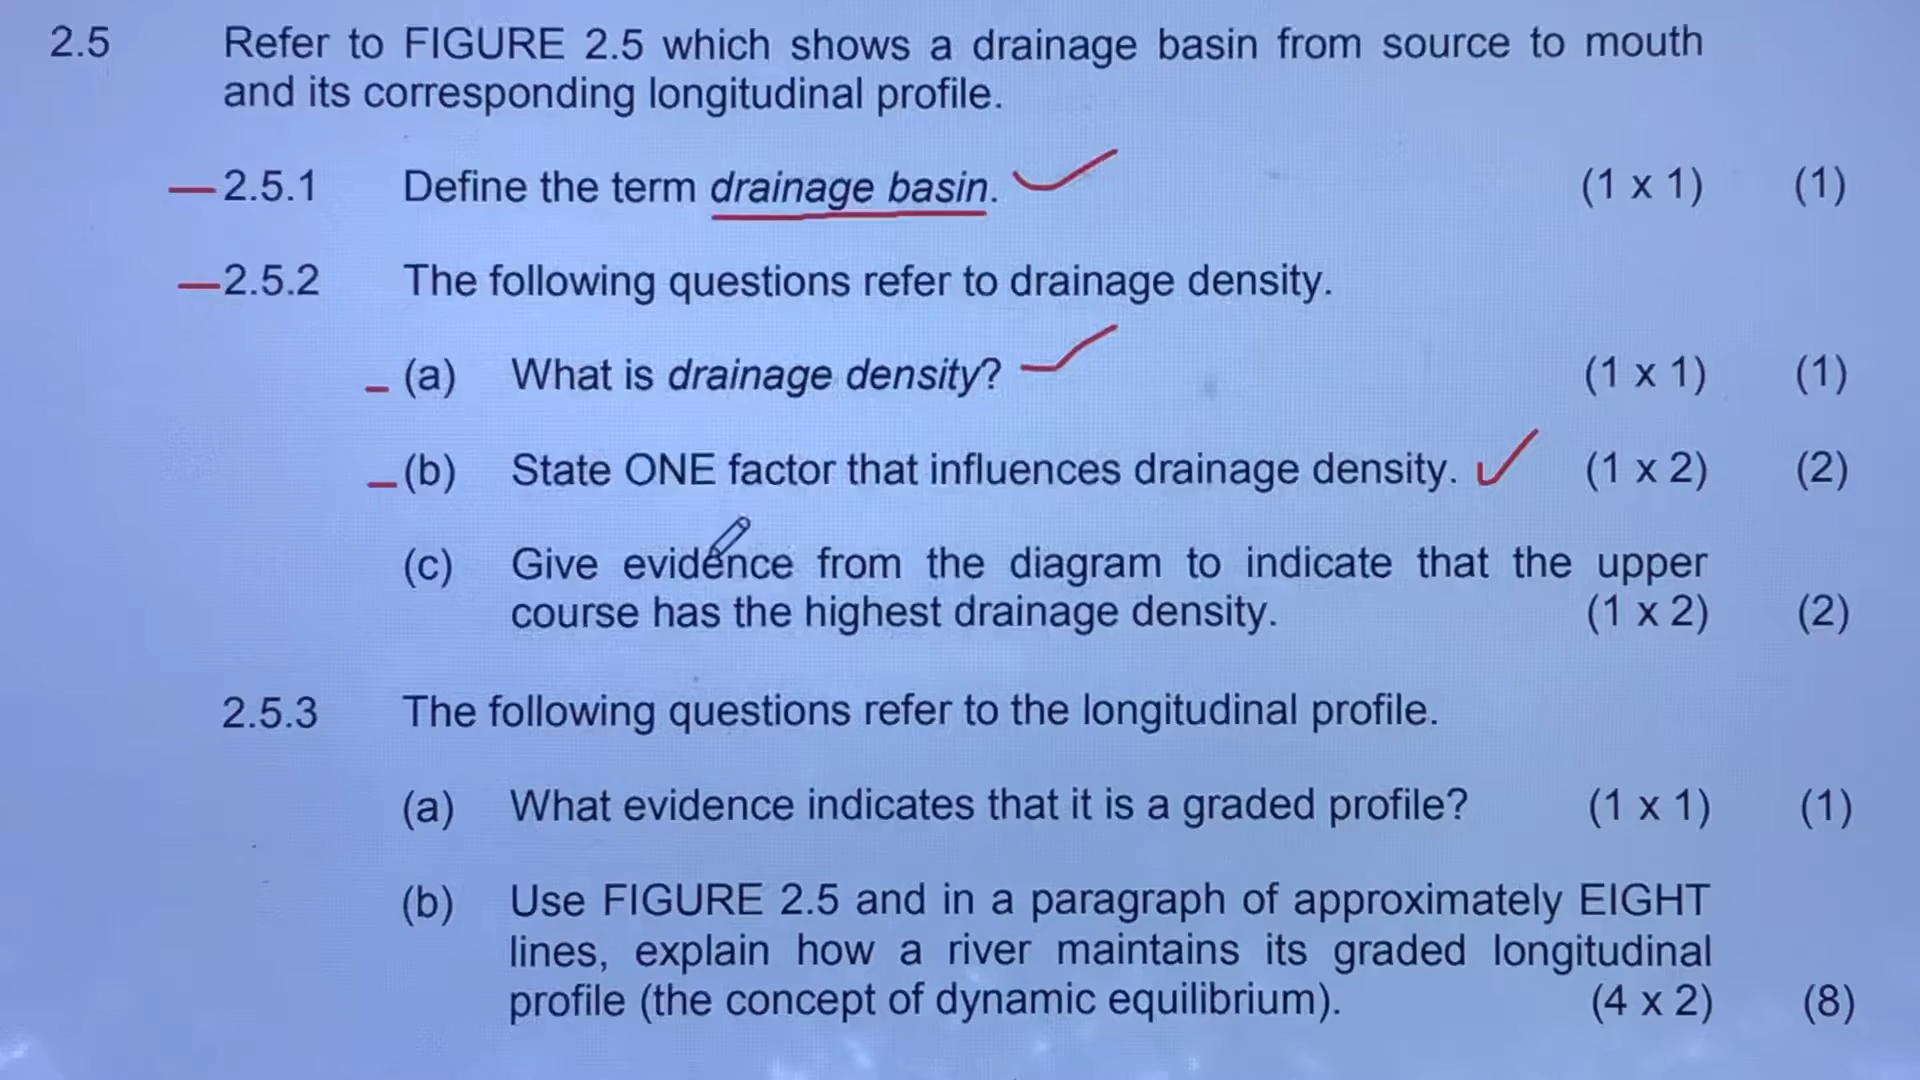 2.5 Refer to FIGURE 2.5 which shows a drainage basin from source to mouth
and its corresponding longitudinal profile.
2.5.1 Define the term drainage basin. (1 x 1) (1)
2.5.2 The following questions refer to drainage density.
(a) What is drainage density? (1 x 1) (1)
(b) State ONE factor that influences drainage density. (1 x 2) (2)
(c) Give evidence from the diagram to indicate that the upper
course has the highest drainage density. (1 x 2) (2)
2.5.3 The following questions refer to the longitudinal profile.
(a) What evidence indicates that it is a graded profile? (1 x 1) (1)
(b) Use FIGURE 2.5 and in a paragraph of approximately EIGHT
lines, explain how a river maintains its graded longitudinal
profile (the concept of dynamic equilibrium). (4 x 2) (8)